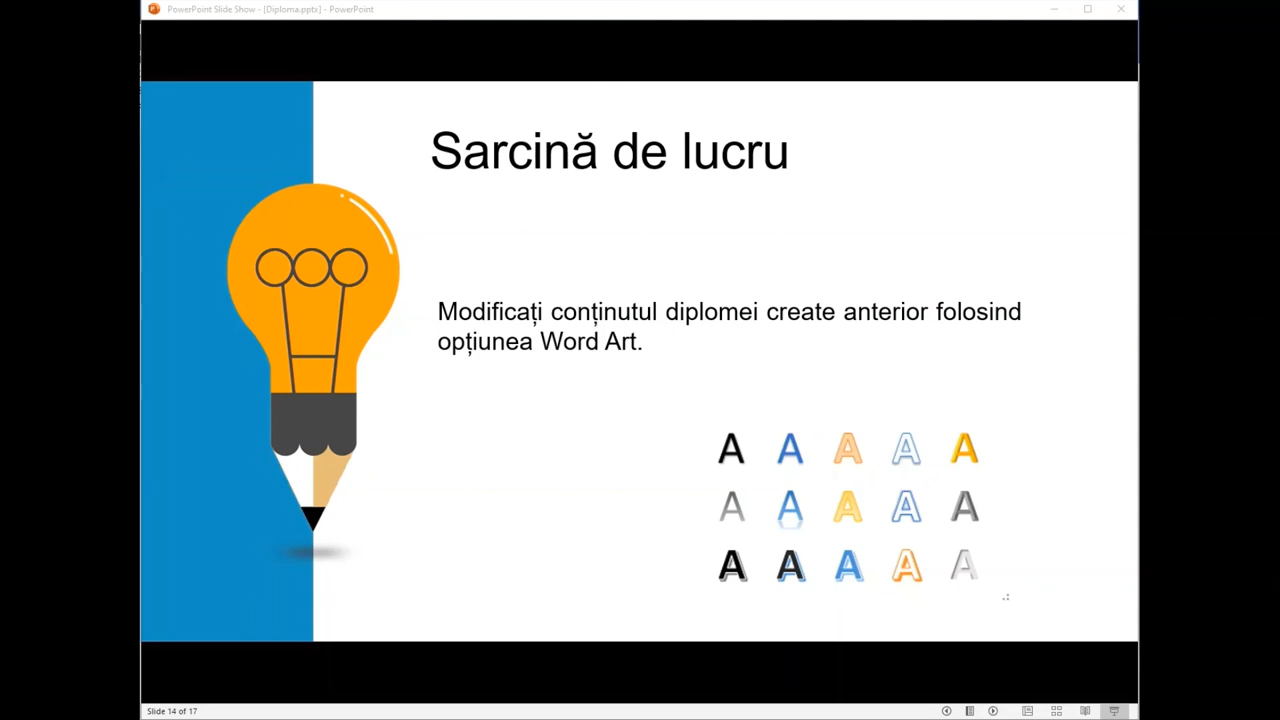 PowerPoint Slide Show - [Diploma.pptx] - PowerPoint
Sarcină de lucru
Modificați conținutul diplomei create anterior folosind
opțiunea Word Art.
A A A A A
A A A A A
A A A A A
Slide 14 of 17